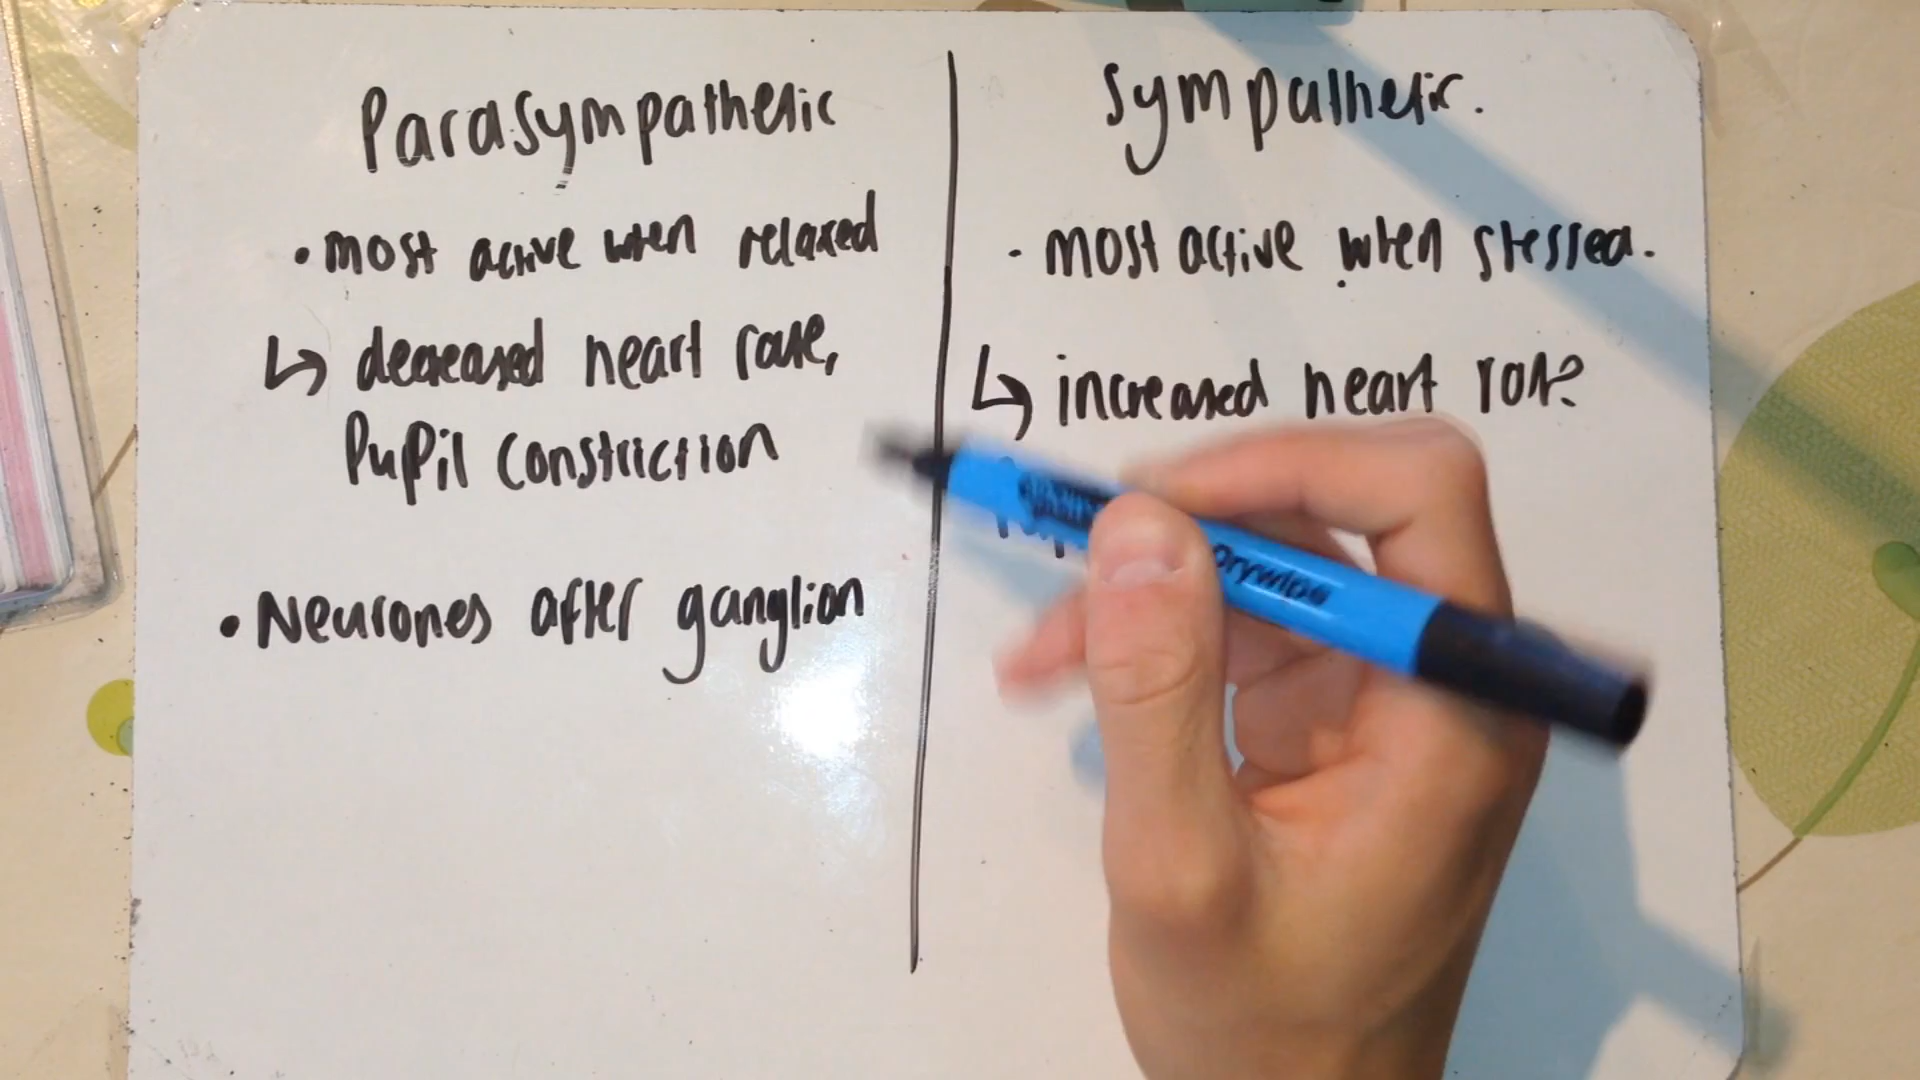 Parasympathetic
• most active when relaxed
↳ decreased heart rate,
Pupil constriction
• Neurones after ganglion
Sympathetic.
• most active when stressed.
↳ increased heart rate
Drywipe